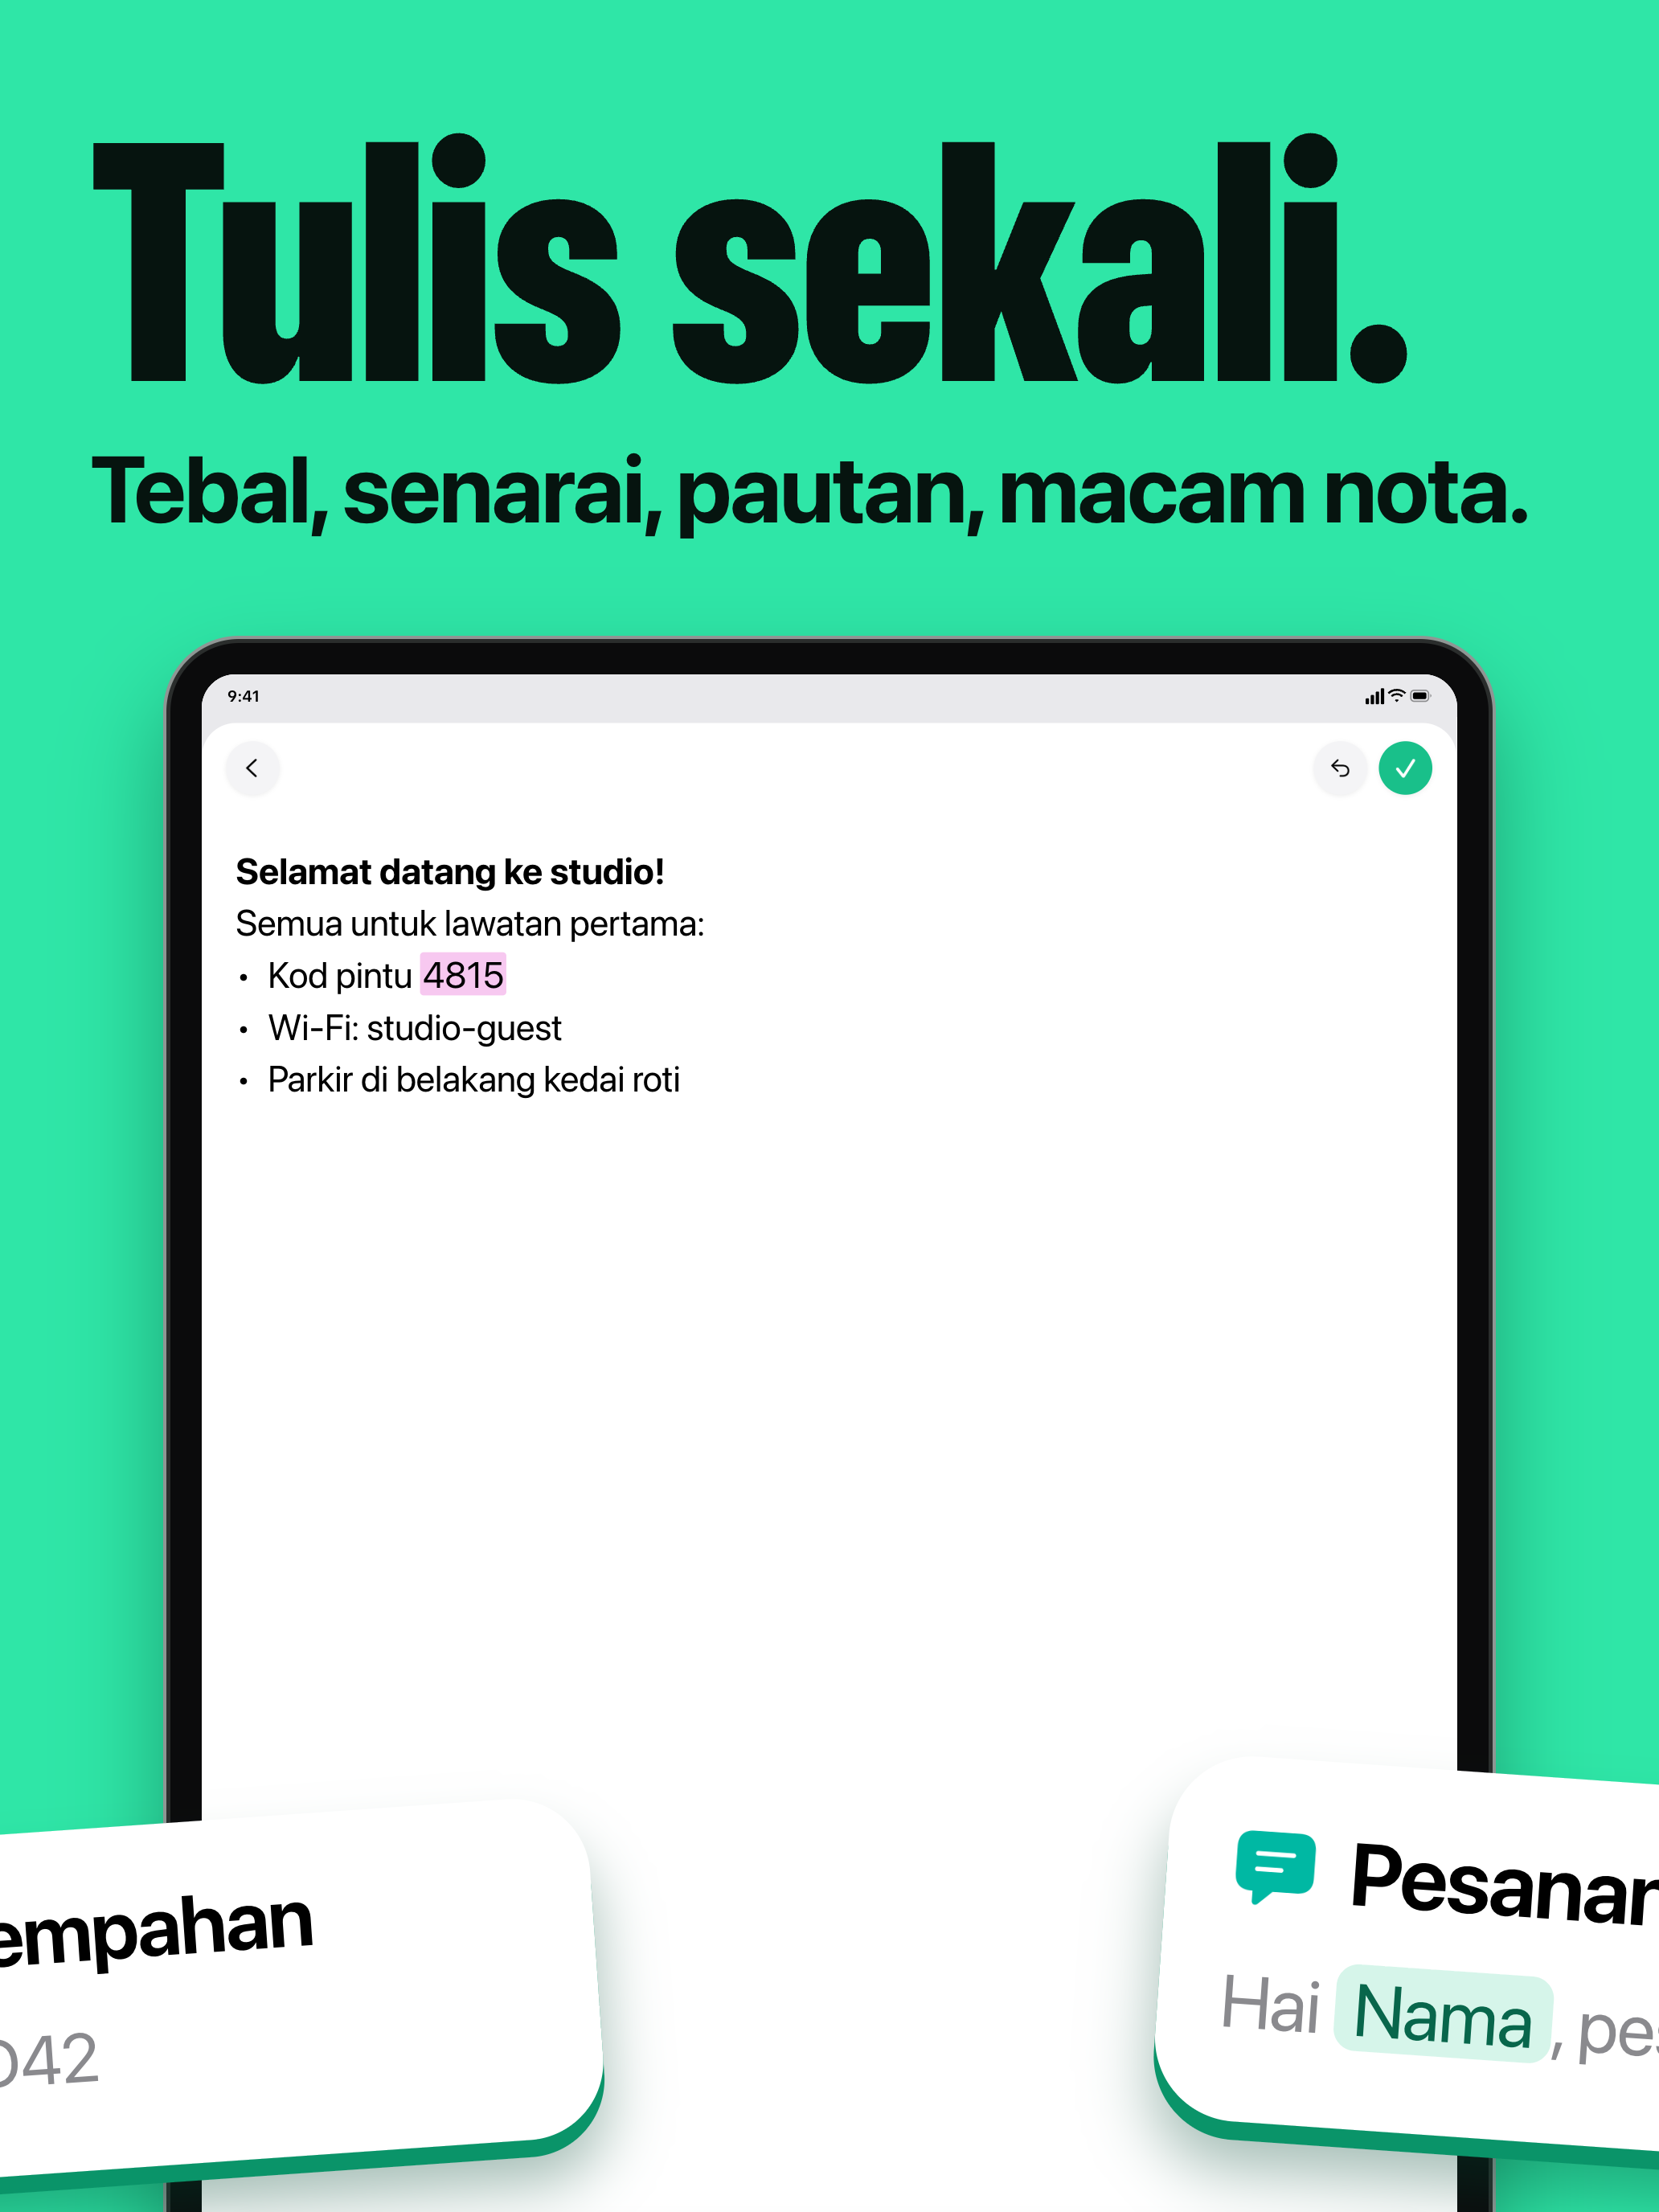 Tulis sekali.
Tebal, senarai, pautan, macam nota.
9:41
Selamat datang ke studio!
Semua untuk lawatan pertama:
• Kod pintu 4815
• Wi-Fi: studio-guest
• Parkir di belakang kedai roti
empahan
042
Pesanan
Hai Nama, pes